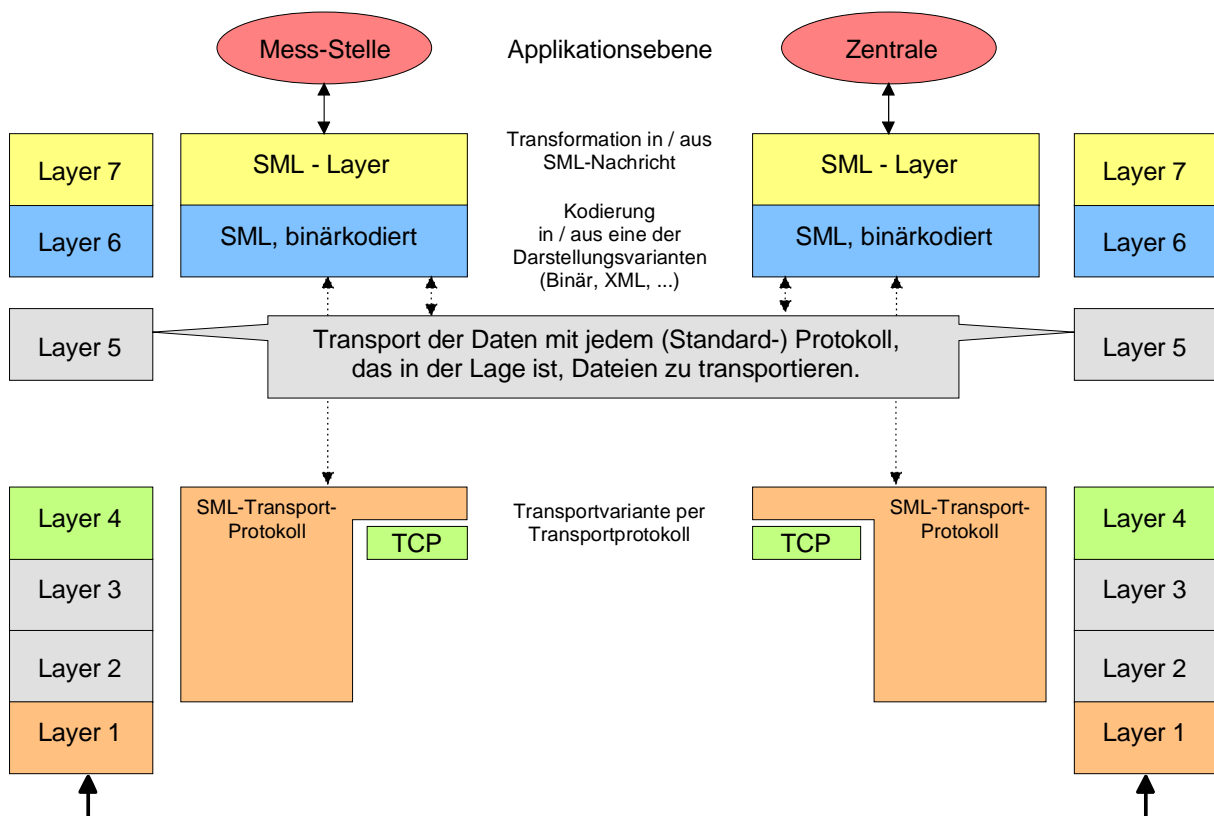 Mess-Stelle
Applikationsebene
Zentrale
Layer 7
SML - Layer
Transformation in / aus
SML-Nachricht
SML - Layer
Layer 7
Layer 6
SML, binärkodiert
Kodierung
in / aus eine der
Darstellungsvarianten
(Binär, XML, ...)
SML, binärkodiert
Layer 6
Layer 5
Transport der Daten mit jedem (Standard-) Protokoll,
das in der Lage ist, Dateien zu transportieren.
Layer 5
Layer 4
SML-Transport-
Protokoll
TCP
Transportvariante per
Transportprotokoll
TCP
SML-Transport-
Protokoll
Layer 4
Layer 3
Layer 3
Layer 2
Layer 2
Layer 1
Layer 1